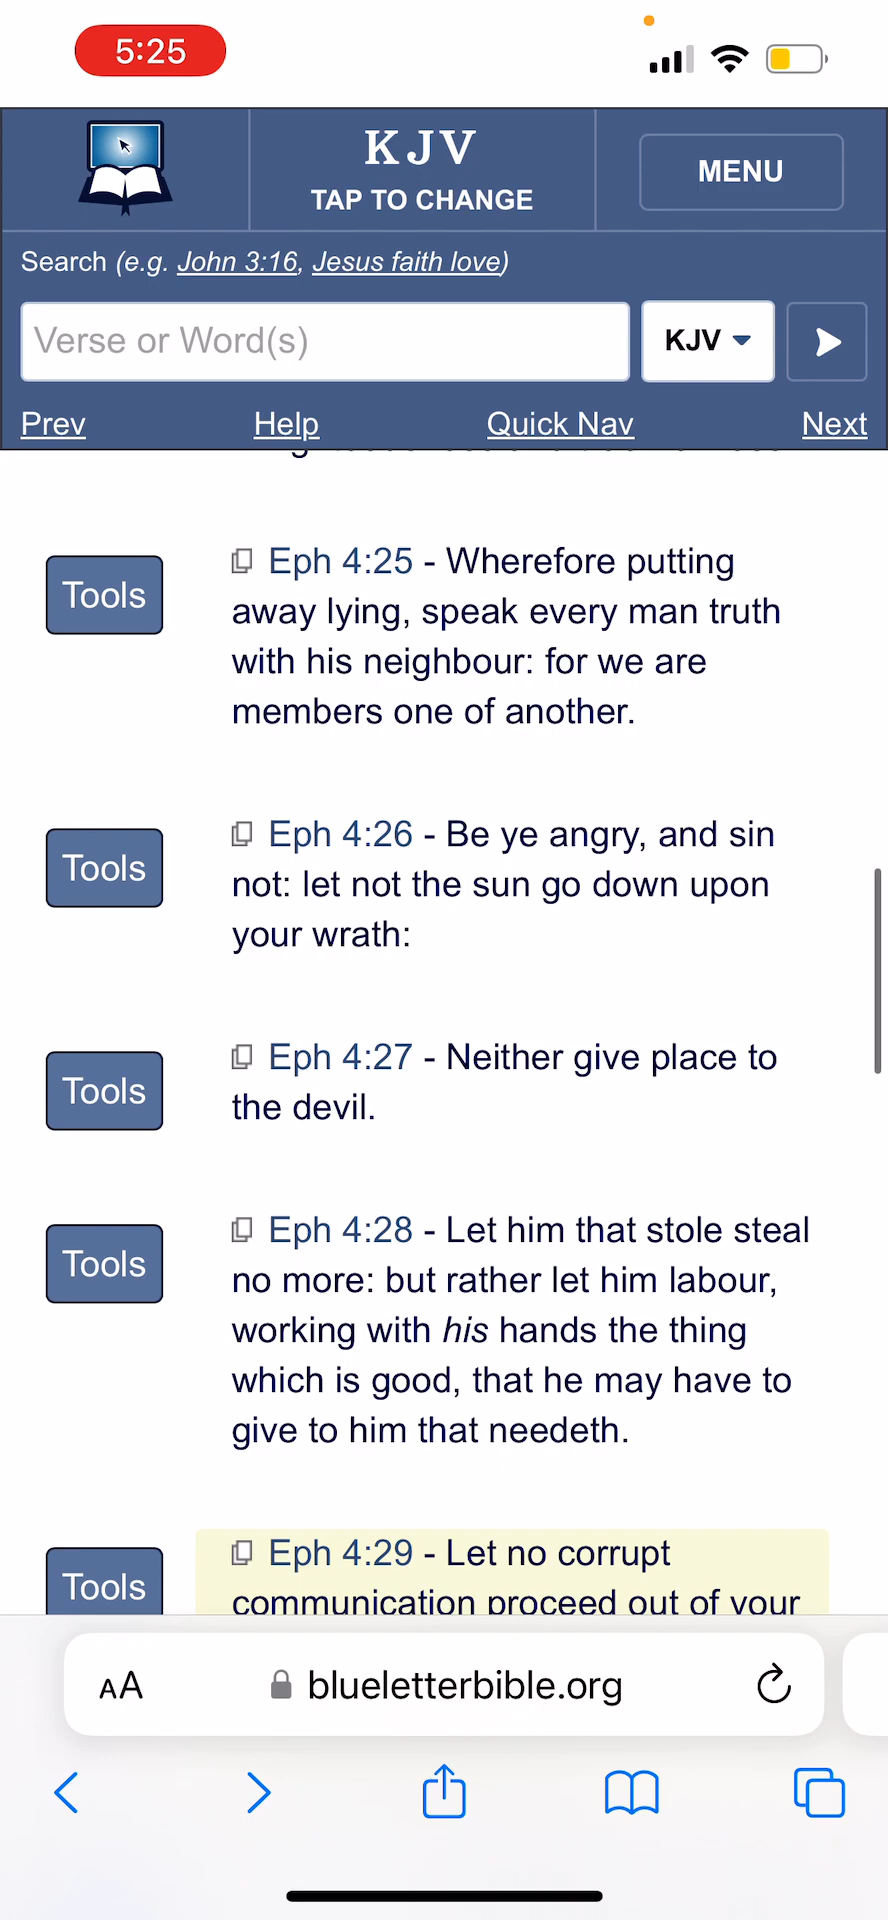 5:25
KJV
TAP TO CHANGE
MENU
Search (e.g. John 3:16, Jesus faith love)
Verse or Word(s)
KJV
Prev
Help
Quick Nav
Next
Tools
Eph 4:25 - Wherefore putting
away lying, speak every man truth
with his neighbour: for we are
members one of another.
Tools
Eph 4:26 - Be ye angry, and sin
not: let not the sun go down upon
your wrath:
Tools
Eph 4:27 - Neither give place to
the devil.
Tools
Eph 4:28 - Let him that stole steal
no more: but rather let him labour,
working with his hands the thing
which is good, that he may have to
give to him that needeth.
Tools
Eph 4:29 - Let no corrupt
communication proceed out of your
AA
blueletterbible.org